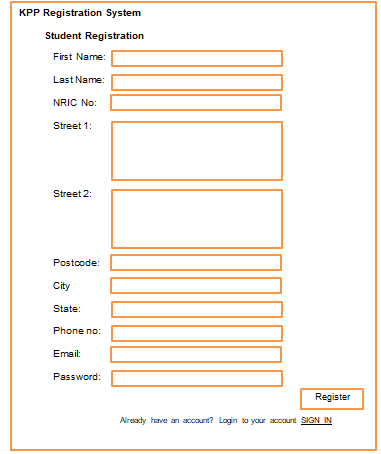 KPP Registration System
Student Registration
First Name:
Last Name:
NRIC No:
Street 1:
Street 2:
Postcode:
City
State:
Phone no:
Email:
Password:
Register
Already have an account? Login to your account SIGN IN